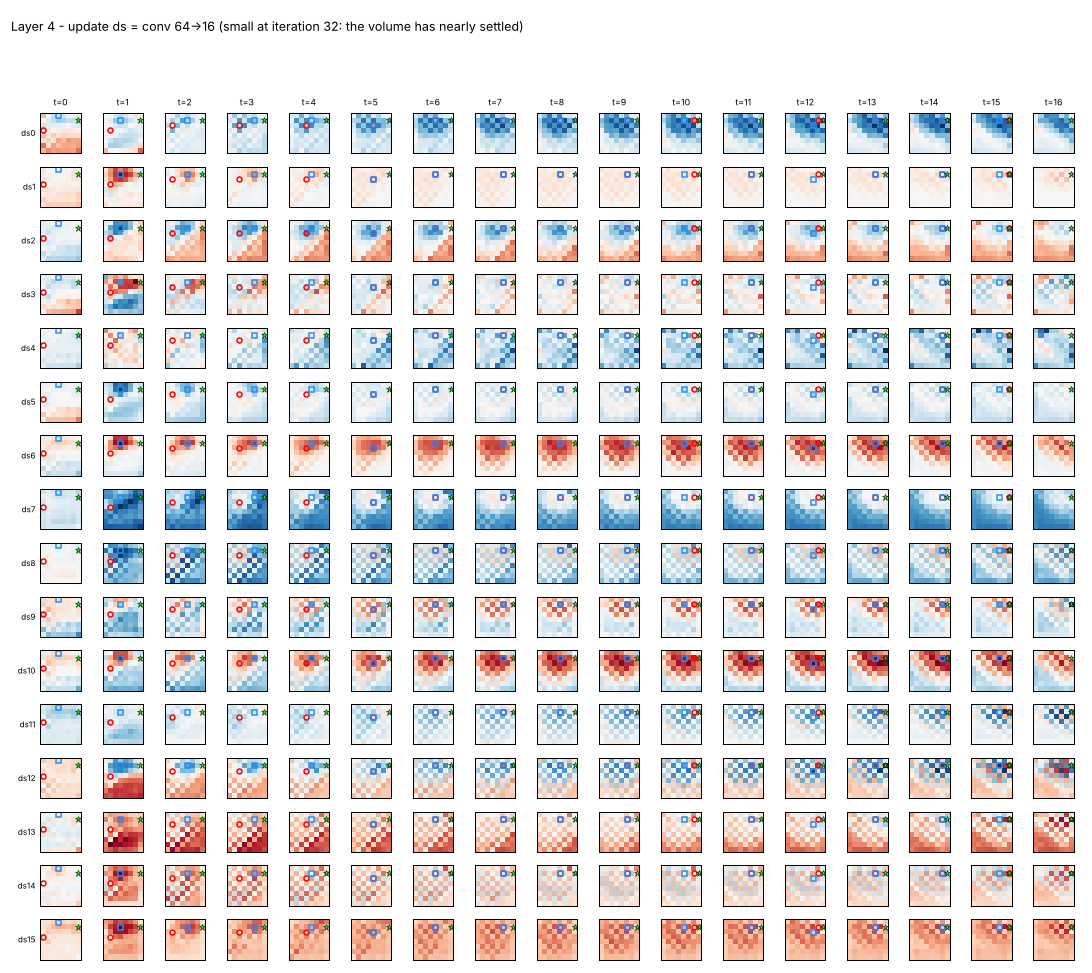 Layer 4 - update ds = conv 64→16 (small at iteration 32: the volume has nearly settled)
t=0 t=1 t=2 t=3 t=4 t=5 t=6 t=7 t=8 t=9 t=10 t=11 t=12 t=13 t=14 t=15 t=16
ds0
ds1
ds2
ds3
ds4
ds5
ds6
ds7
ds8
ds9
ds10
ds11
ds12
ds13
ds14
ds15